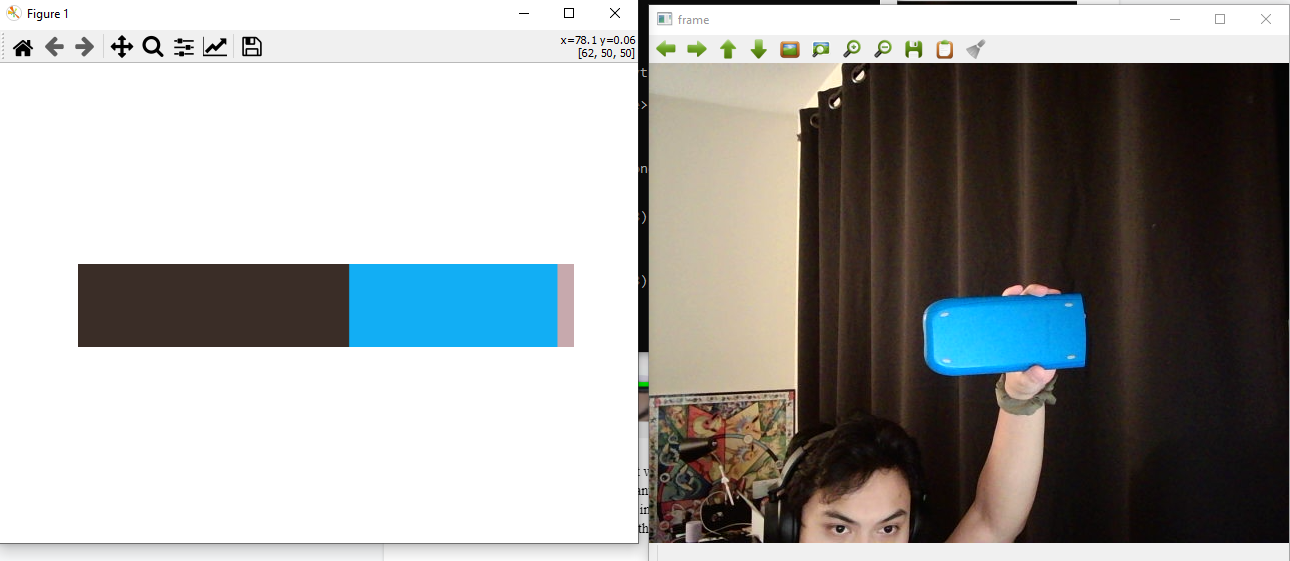 Figure 1
x=78.1 y=0.06
[62, 50, 50]
frame